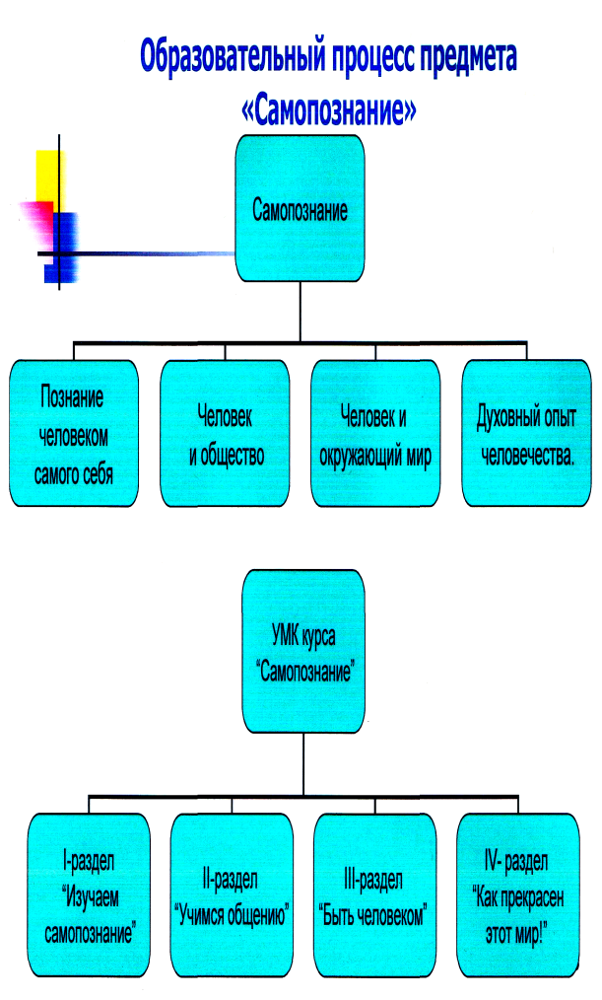 Образовательный процесс предмета
«Самопознание»
Самопознание
Познание
человеком
самого себя
Человек
и общество
Человек и
окружающий мир
Духовный опыт
человечества.
УМК курса
“Самопознание”
I-раздел
“Изучаем
самопознание”
II-раздел
“Учимся общению”
III-раздел
“Быть человеком”
IV- раздел
“Как прекрасен
этот мир!”